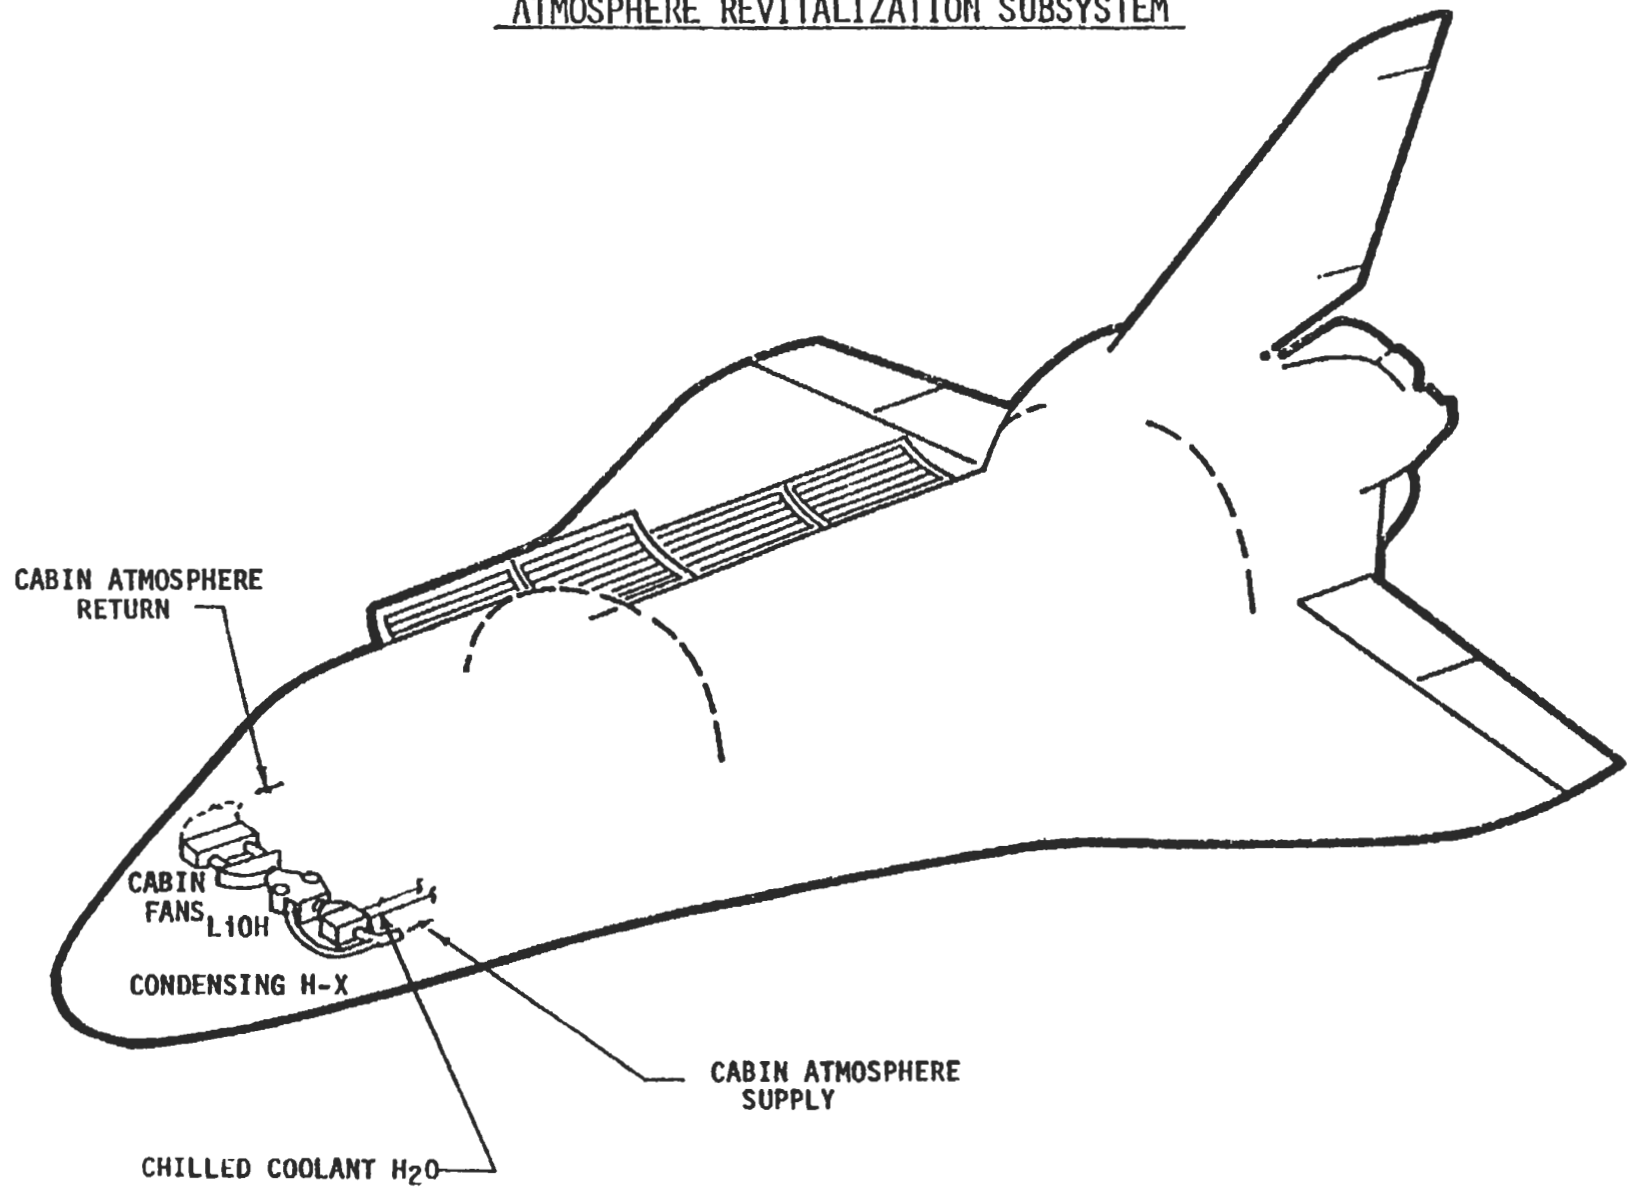 ATMOSPHERE REVITALIZATION SUBSYSTEM
CABIN ATMOSPHERE
RETURN
CABIN
FANS
LiOH
CONDENSING H-X
CABIN ATMOSPHERE
SUPPLY
CHILLED COOLANT H2O